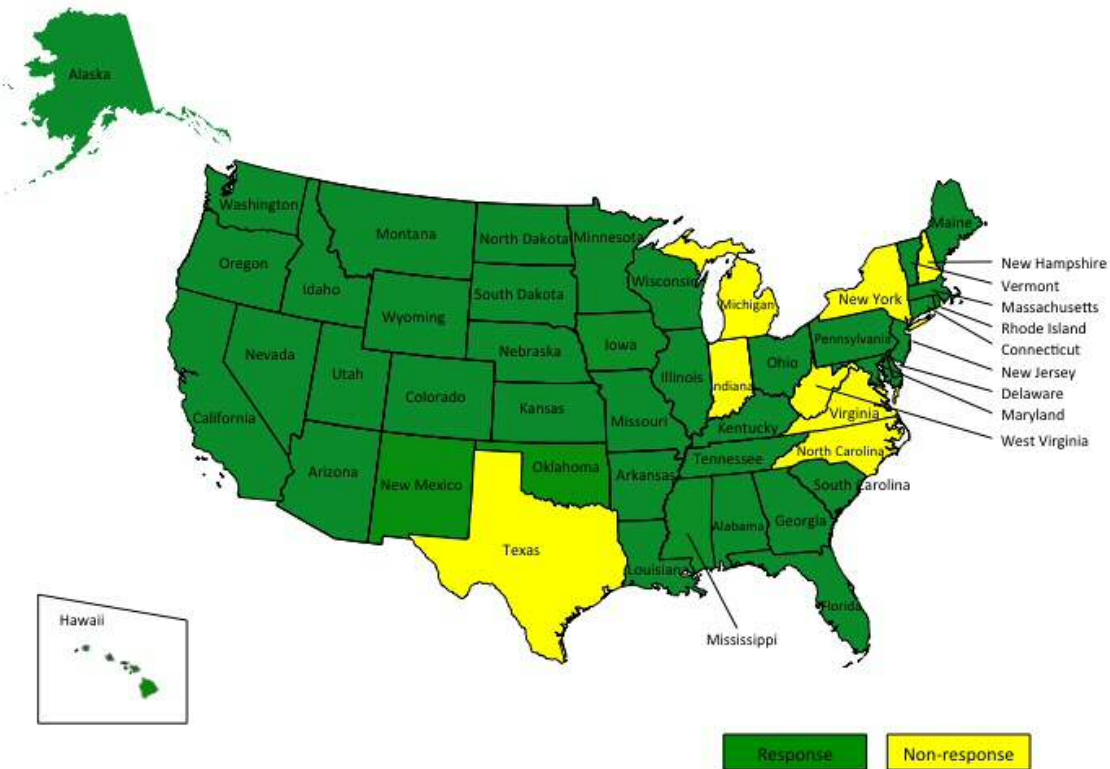 Alaska
Washington
Montana
North Dakota
Minnesota
Maine
Oregon
Idaho
Wisconsin
New Hampshire
South Dakota
Vermont
Wyoming
Michigan
New York
Massachusetts
Rhode Island
Nebraska
Iowa
Pennsylvania
Connecticut
Nevada
Utah
Ohio
New Jersey
Illinois
Indiana
Delaware
Colorado
Kansas
Missouri
Virginia
Maryland
California
Kentucky
West Virginia
Arizona
New Mexico
Oklahoma
Arkansas
Tennessee
North Carolina
South Carolina
Texas
Alabama
Georgia
Louisiana
Florida
Mississippi
Hawaii
Response
Non-response